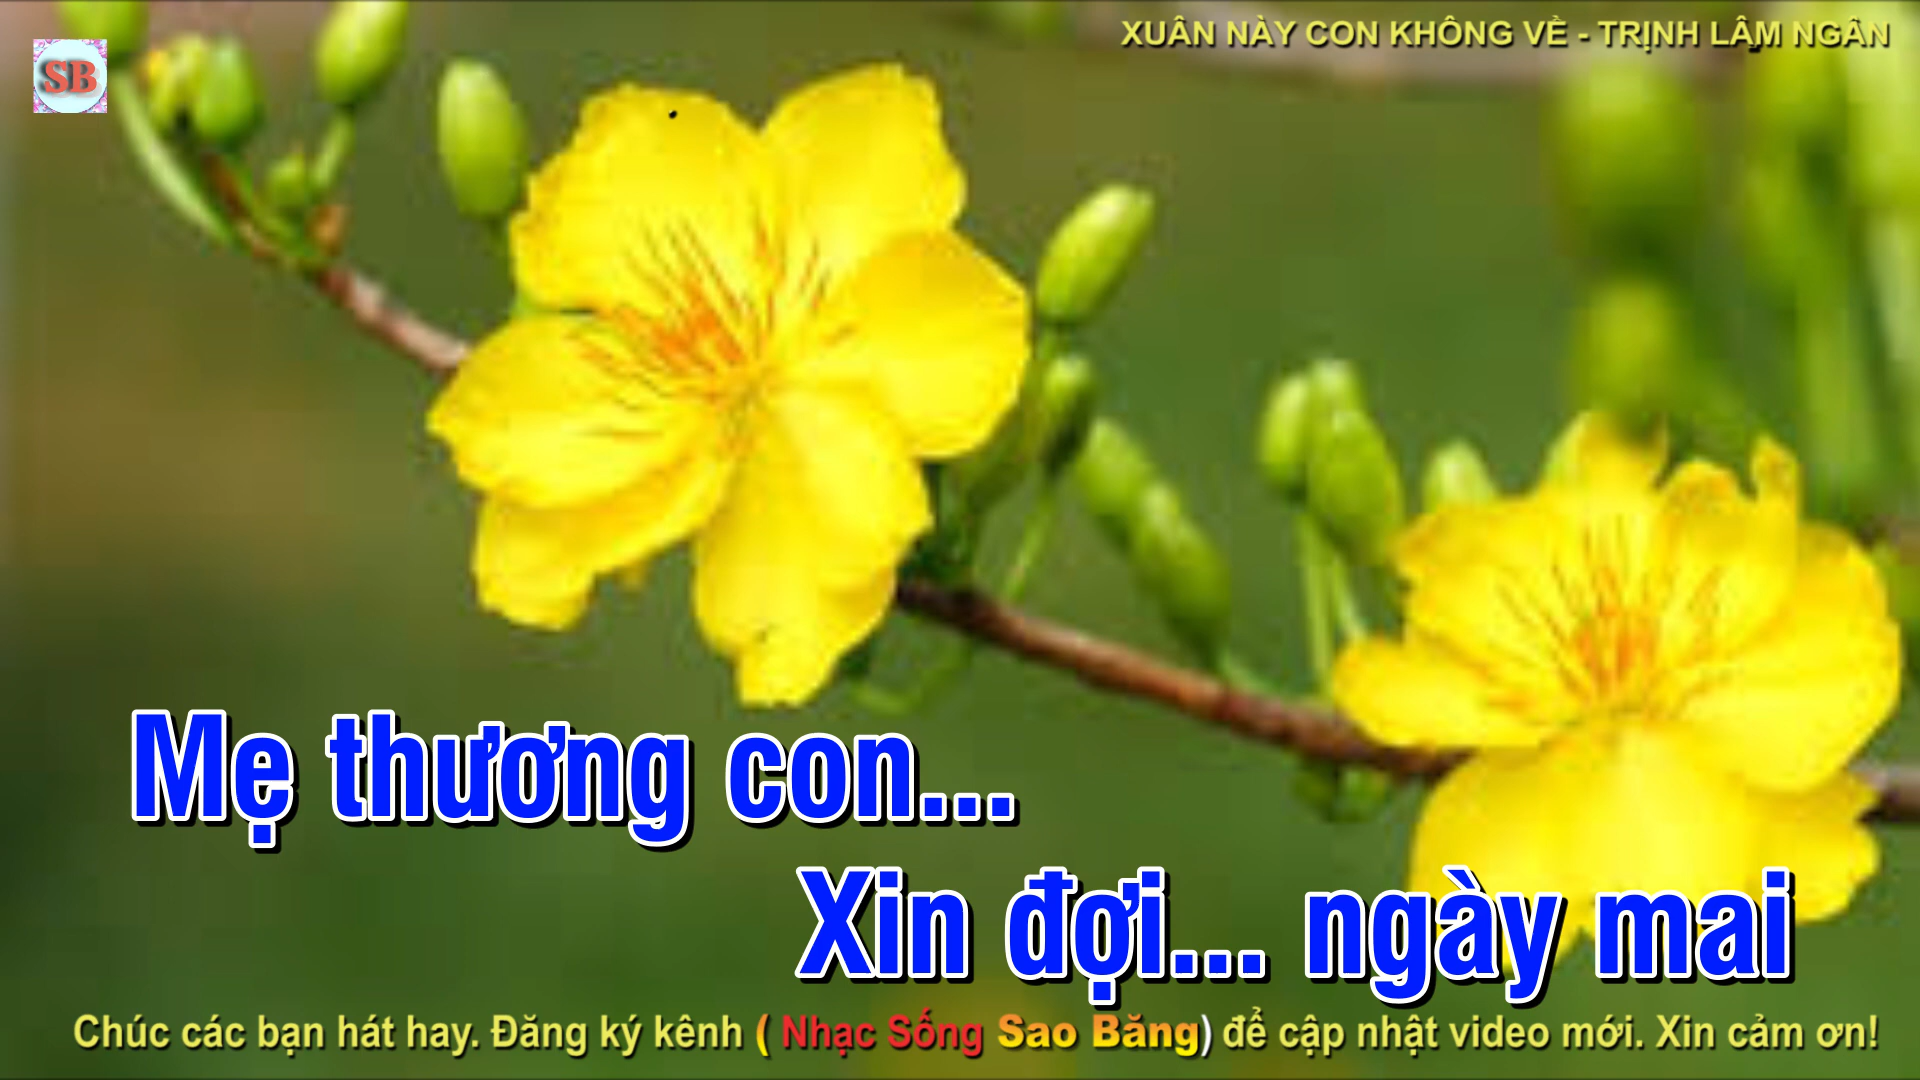 XUÂN NÀY CON KHÔNG VỀ - TRỊNH LÂM NGÂN
SB
Mẹ thương con...
Xin đợi... ngày mai
Chúc các bạn hát hay. Đăng ký kênh ( Nhạc Sống Sao Băng) để cập nhật video mới. Xin cảm ơn!